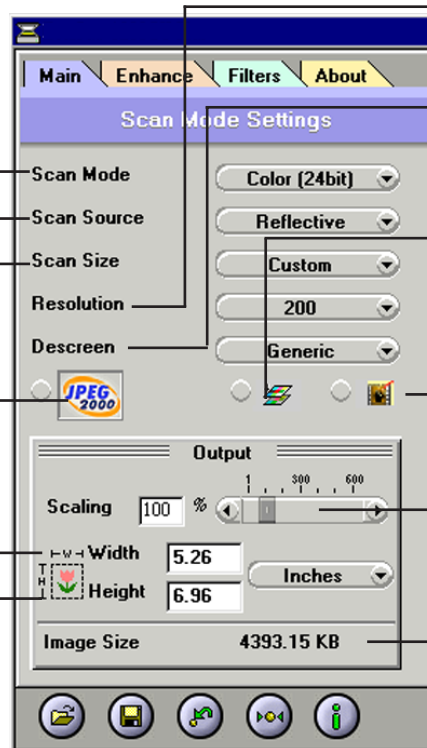 Main Enhance Filters About
Scan Mode Settings
Scan Mode Color (24bit)
Scan Source Reflective
Scan Size Custom
Resolution 200
Descreen Generic
JPEG
2000
Output
1 300 600
Scaling 100 %
W Width 5.26
H Height 6.96
Inches
Image Size 4393.15 KB
i